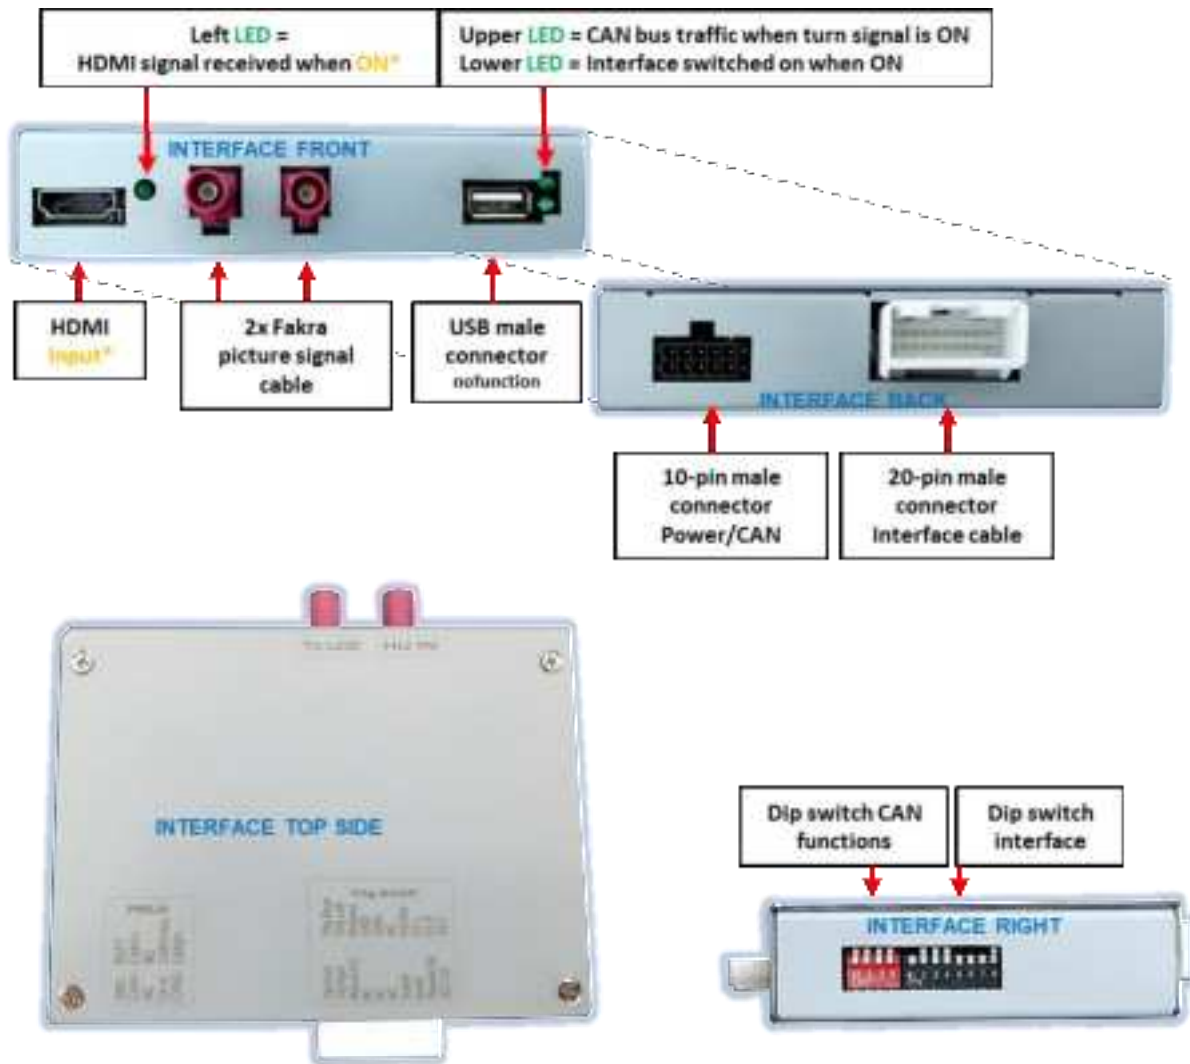 Left LED =
HDMI signal received when ON*
Upper LED = CAN bus traffic when turn signal is ON
Lower LED = Interface switched on when ON
INTERFACE FRONT
HDMI
Input*
2x Fakra
picture signal
cable
USB male
connector
nofunction
INTERFACE BACK
10-pin male
connector
Power/CAN
20-pin male
connector
Interface cable
INTERFACE TOP SIDE
Dip switch CAN
functions
Dip switch
interface
INTERFACE RIGHT